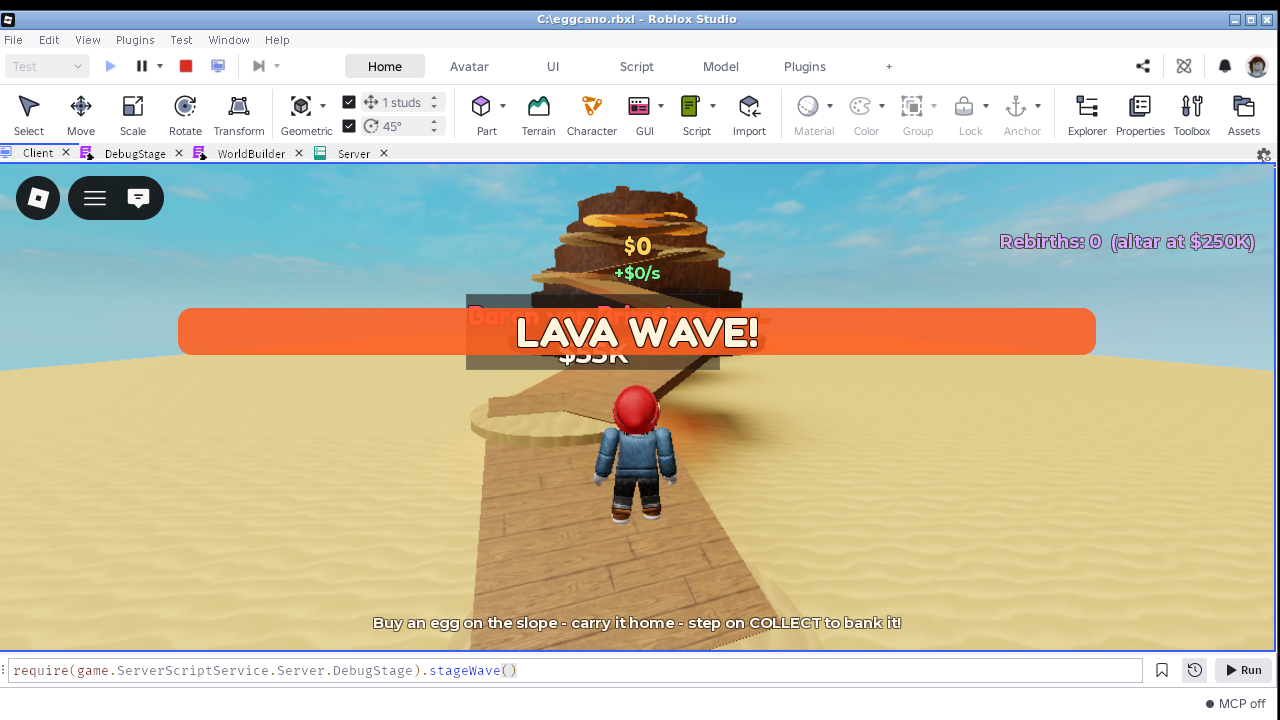 C:\eggcano.rbxl - Roblox Studio
File Edit View Plugins Test Window Help
Test Home Avatar UI Script Model Plugins +
1 studs
45°
Select Move Scale Rotate Transform Geometric Part Terrain Character GUI Script Import Material Color Group Lock Anchor Explorer Properties Toolbox Assets
Client DebugStage WorldBuilder Server
Rebirths: 0 (altar at $250K)
$0
+$0/s
Baron von
LAVA WAVE!
$55K
Buy an egg on the slope - carry it home - step on COLLECT to bank it!
require(game.ServerScriptService.Server.DebugStage).stageWave()
Run
MCP off